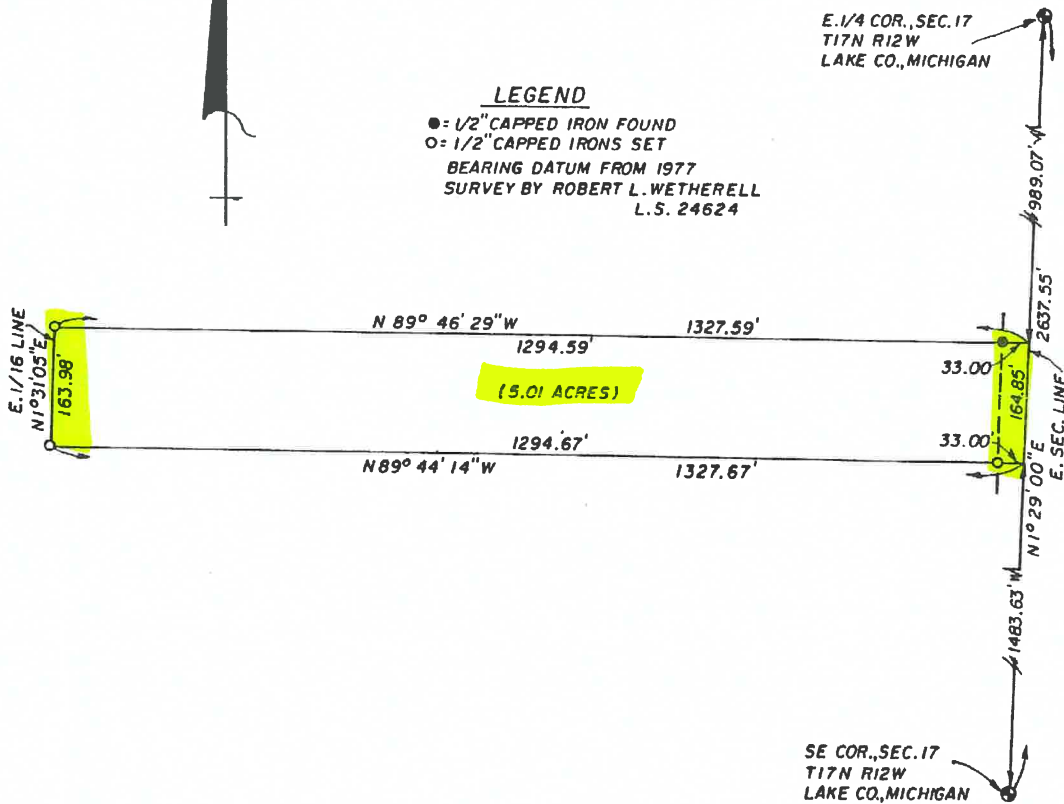 E. 1/4 COR., SEC. 17
T17N R12W
LAKE CO., MICHIGAN
LEGEND
●= 1/2" CAPPED IRON FOUND
○= 1/2" CAPPED IRONS SET
BEARING DATUM FROM 1977
SURVEY BY ROBERT L. WETHERELL
L.S. 24624
989.07'
2637.55'
E. 1/16 LINE
N1°31'05"E
163.98'
N 89° 46' 29"W
1327.59'
1294.59'
(5.01 ACRES)
33.00'
164.85'
33.00'
E. SEC. LINE
N1° 29' 00"E
1294.67'
N89° 44' 14"W
1327.67'
1483.63'
SE COR., SEC. 17
T17N R12W
LAKE CO., MICHIGAN